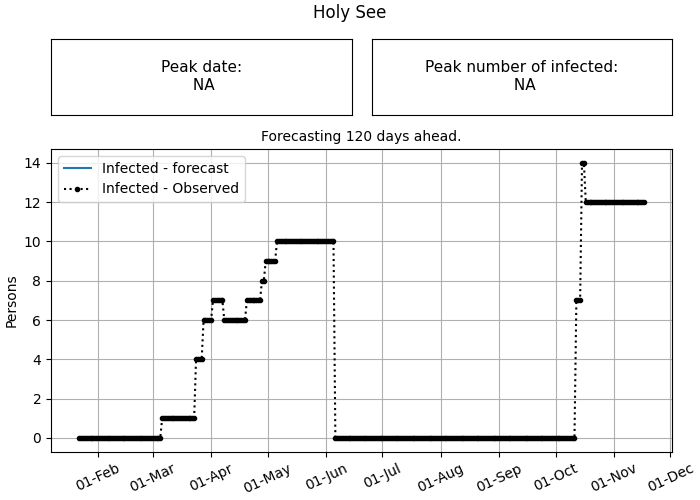 Holy See
Peak date:
NA
Peak number of infected:
NA
Forecasting 120 days ahead.
Infected - forecast
Infected - Observed
Persons
14
12
10
8
6
4
2
0
01-Feb
01-Mar
01-Apr
01-May
01-Jun
01-Jul
01-Aug
01-Sep
01-Oct
01-Nov
01-Dec